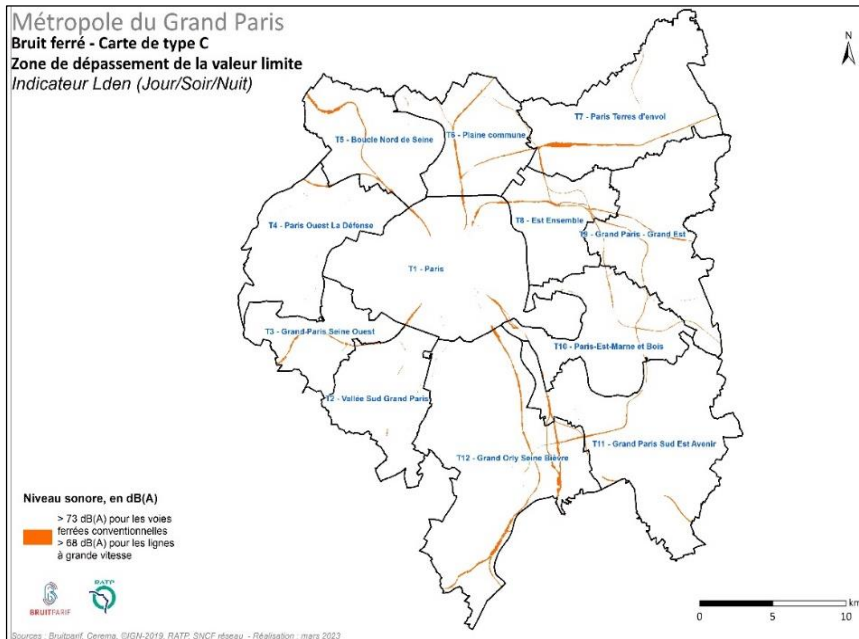 Métropole du Grand Paris
Bruit ferré - Carte de type C
Zone de dépassement de la valeur limite
Indicateur Lden (Jour/Soir/Nuit)
N
T7 - Paris Terres d'envol
T6 - Plaine commune
T5 - Boucle Nord de Seine
T8 - Est Ensemble
T4 - Paris Ouest La Défense
T9 - Grand Paris - Grand Est
T1 - Paris
T3 - Grand-Paris Seine Ouest
T10 - Paris-Est-Marne et Bois
T2 - Vallée Sud Grand Paris
T11 - Grand Paris Sud Est Avenir
T12 - Grand Orly Seine Bièvre
Niveau sonore, en dB(A)
> 73 dB(A) pour les voies
ferrées conventionnelles
> 68 dB(A) pour les lignes
à grande vitesse
BRUITPARIF
RATP
0 5 10 km
Sources : Bruitparif, Cerema, ©IGN-2019, RATP, SNCF réseau - Réalisation : mars 2023